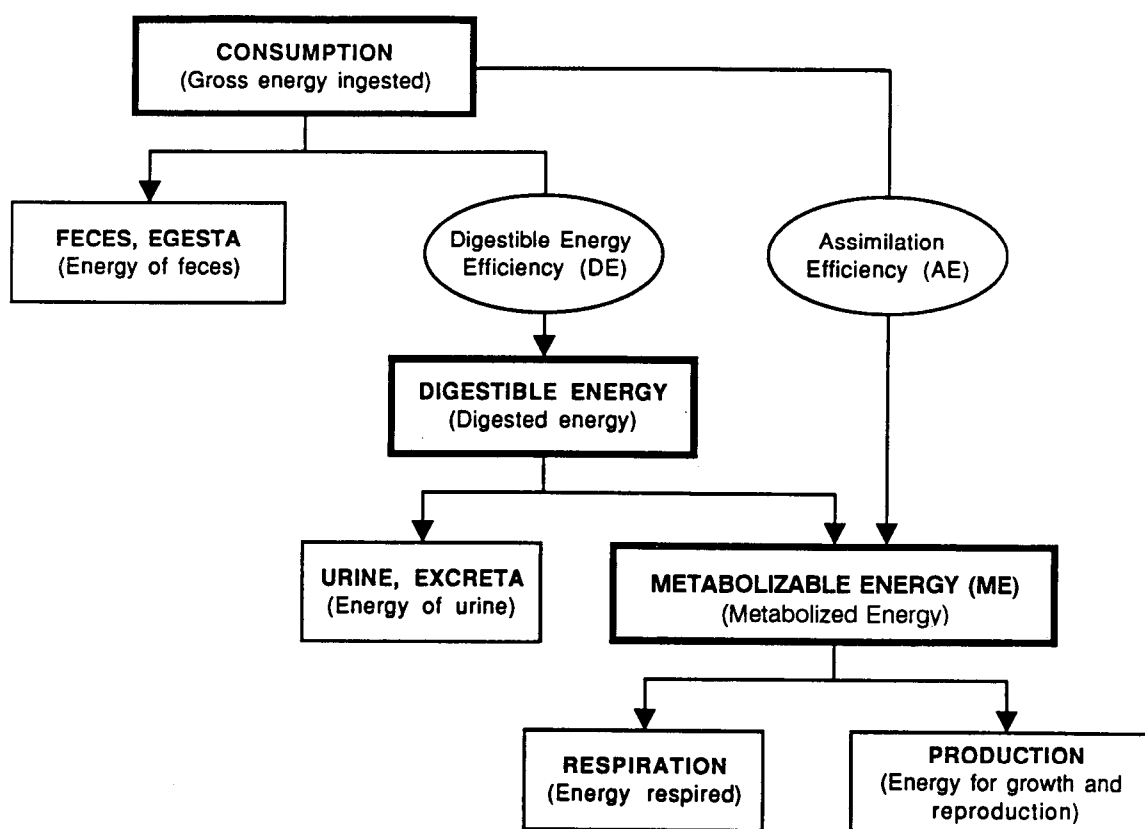 CONSUMPTION
(Gross energy ingested)
FECES, EGESTA
(Energy of feces)
Digestible Energy
Efficiency (DE)
Assimilation
Efficiency (AE)
DIGESTIBLE ENERGY
(Digested energy)
URINE, EXCRETA
(Energy of urine)
METABOLIZABLE ENERGY (ME)
(Metabolized Energy)
RESPIRATION
(Energy respired)
PRODUCTION
(Energy for growth and
reproduction)